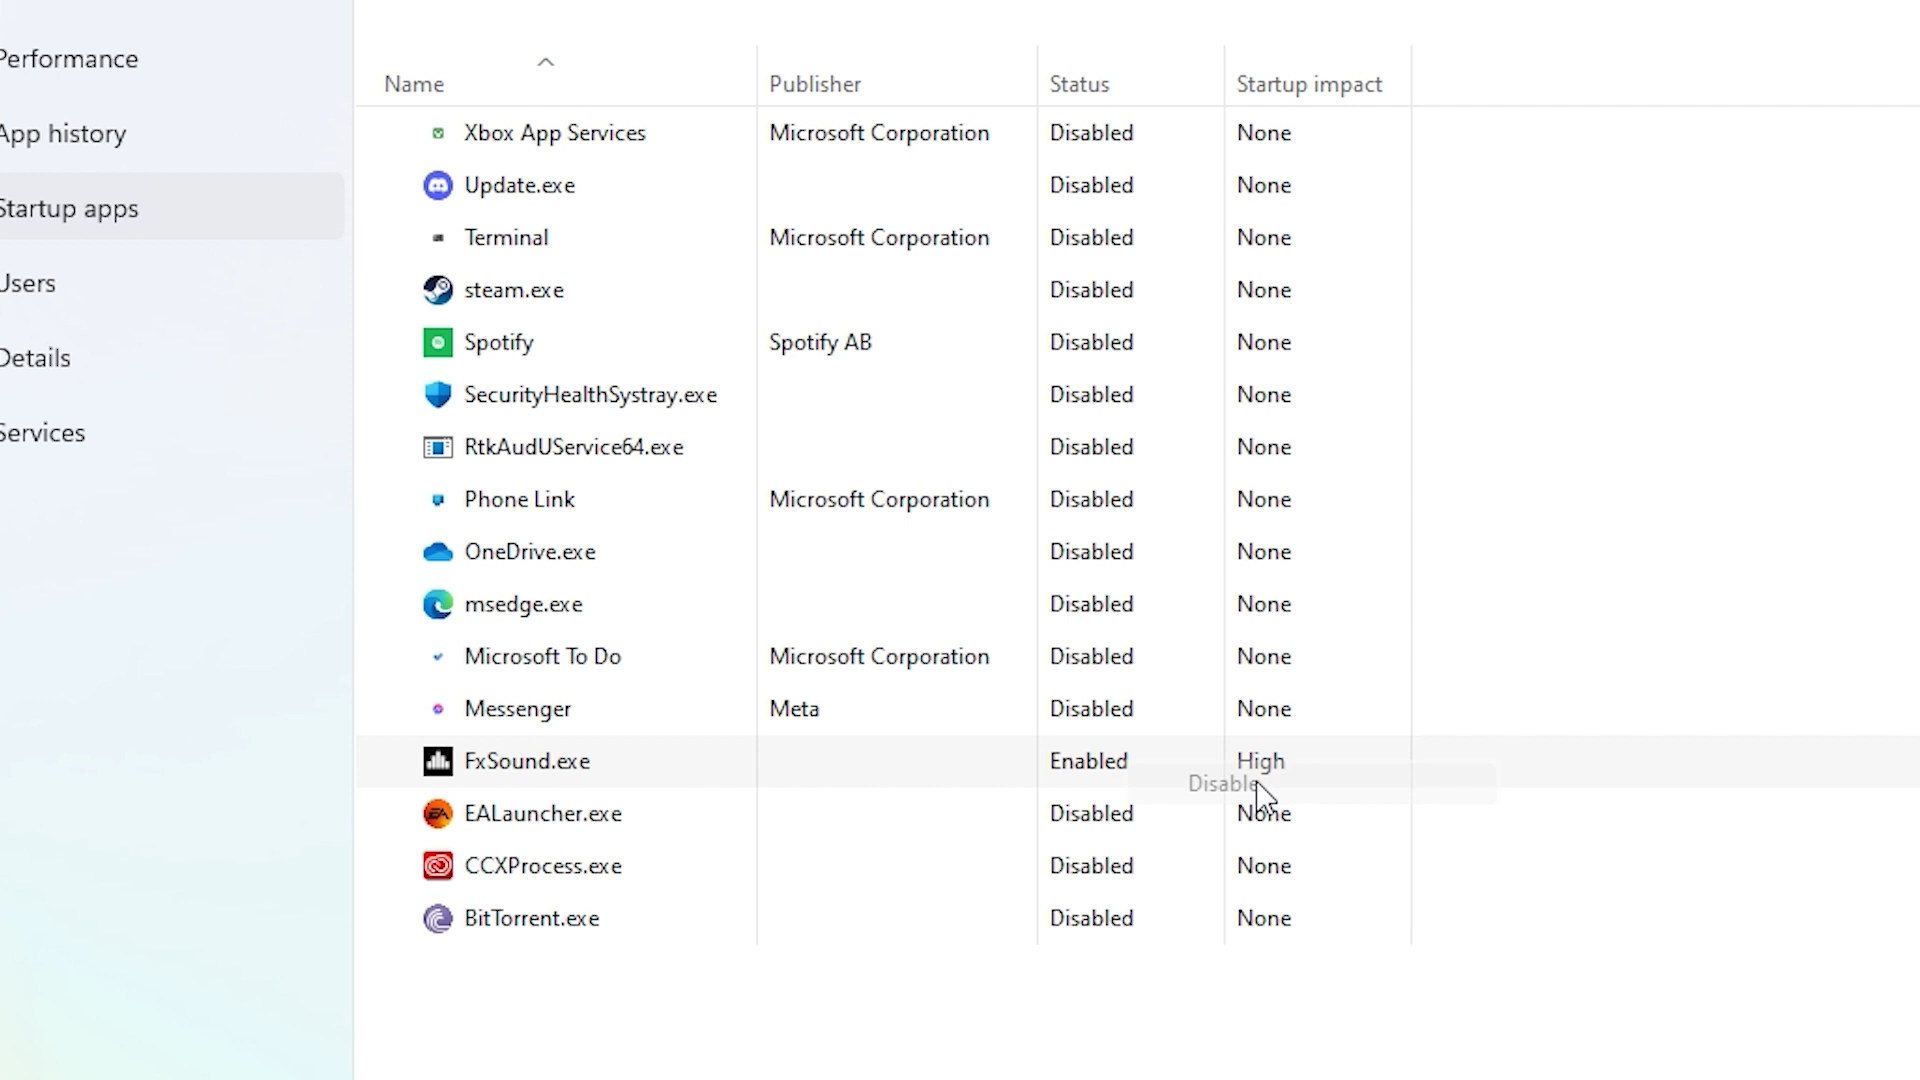 Performance
App history
Startup apps
Users
Details
Services
Name Publisher Status Startup impact
Xbox App Services Microsoft Corporation Disabled None
Update.exe Disabled None
Terminal Microsoft Corporation Disabled None
steam.exe Disabled None
Spotify Spotify AB Disabled None
SecurityHealthSystray.exe Disabled None
RtkAudUService64.exe Disabled None
Phone Link Microsoft Corporation Disabled None
OneDrive.exe Disabled None
msedge.exe Disabled None
Microsoft To Do Microsoft Corporation Disabled None
Messenger Meta Disabled None
FxSound.exe Enabled High
Disable
EALauncher.exe Disabled None
CCXProcess.exe Disabled None
BitTorrent.exe Disabled None